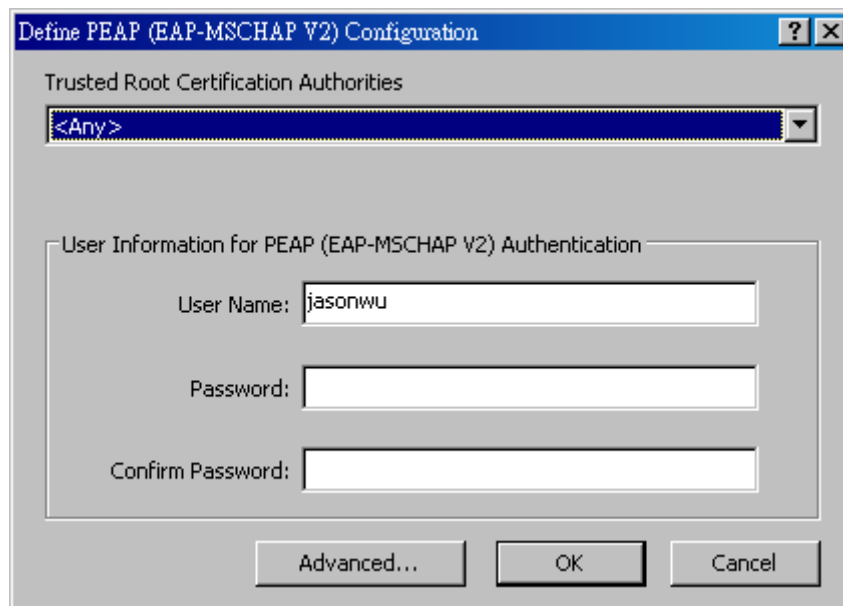 Define PEAP (EAP-MSCHAP V2) Configuration
Trusted Root Certification Authorities
<Any>
User Information for PEAP (EAP-MSCHAP V2) Authentication
User Name: jasonwu
Password:
Confirm Password:
Advanced... OK Cancel